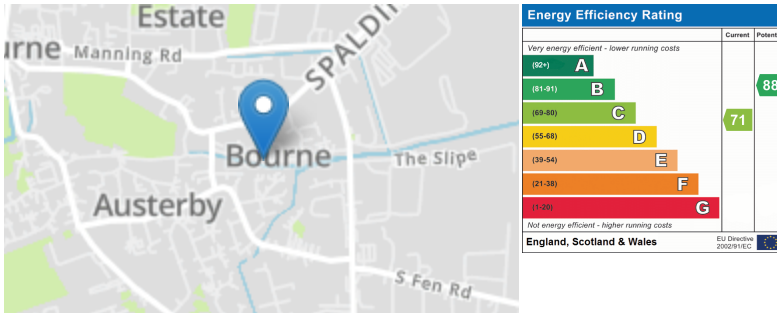 Estate
urne
Manning Rd
SPALDIN
Bourne
The Slipe
Austerby
S Fen Rd
Energy Efficiency Rating
Current Potent
Very energy efficient - lower running costs
(92+) A
(81-91) B
88
(69-80) C
71
(55-68) D
(39-54) E
(21-38) F
(1-20) G
Not energy efficient - higher running costs
England, Scotland & Wales
EU Directive
2002/91/EC